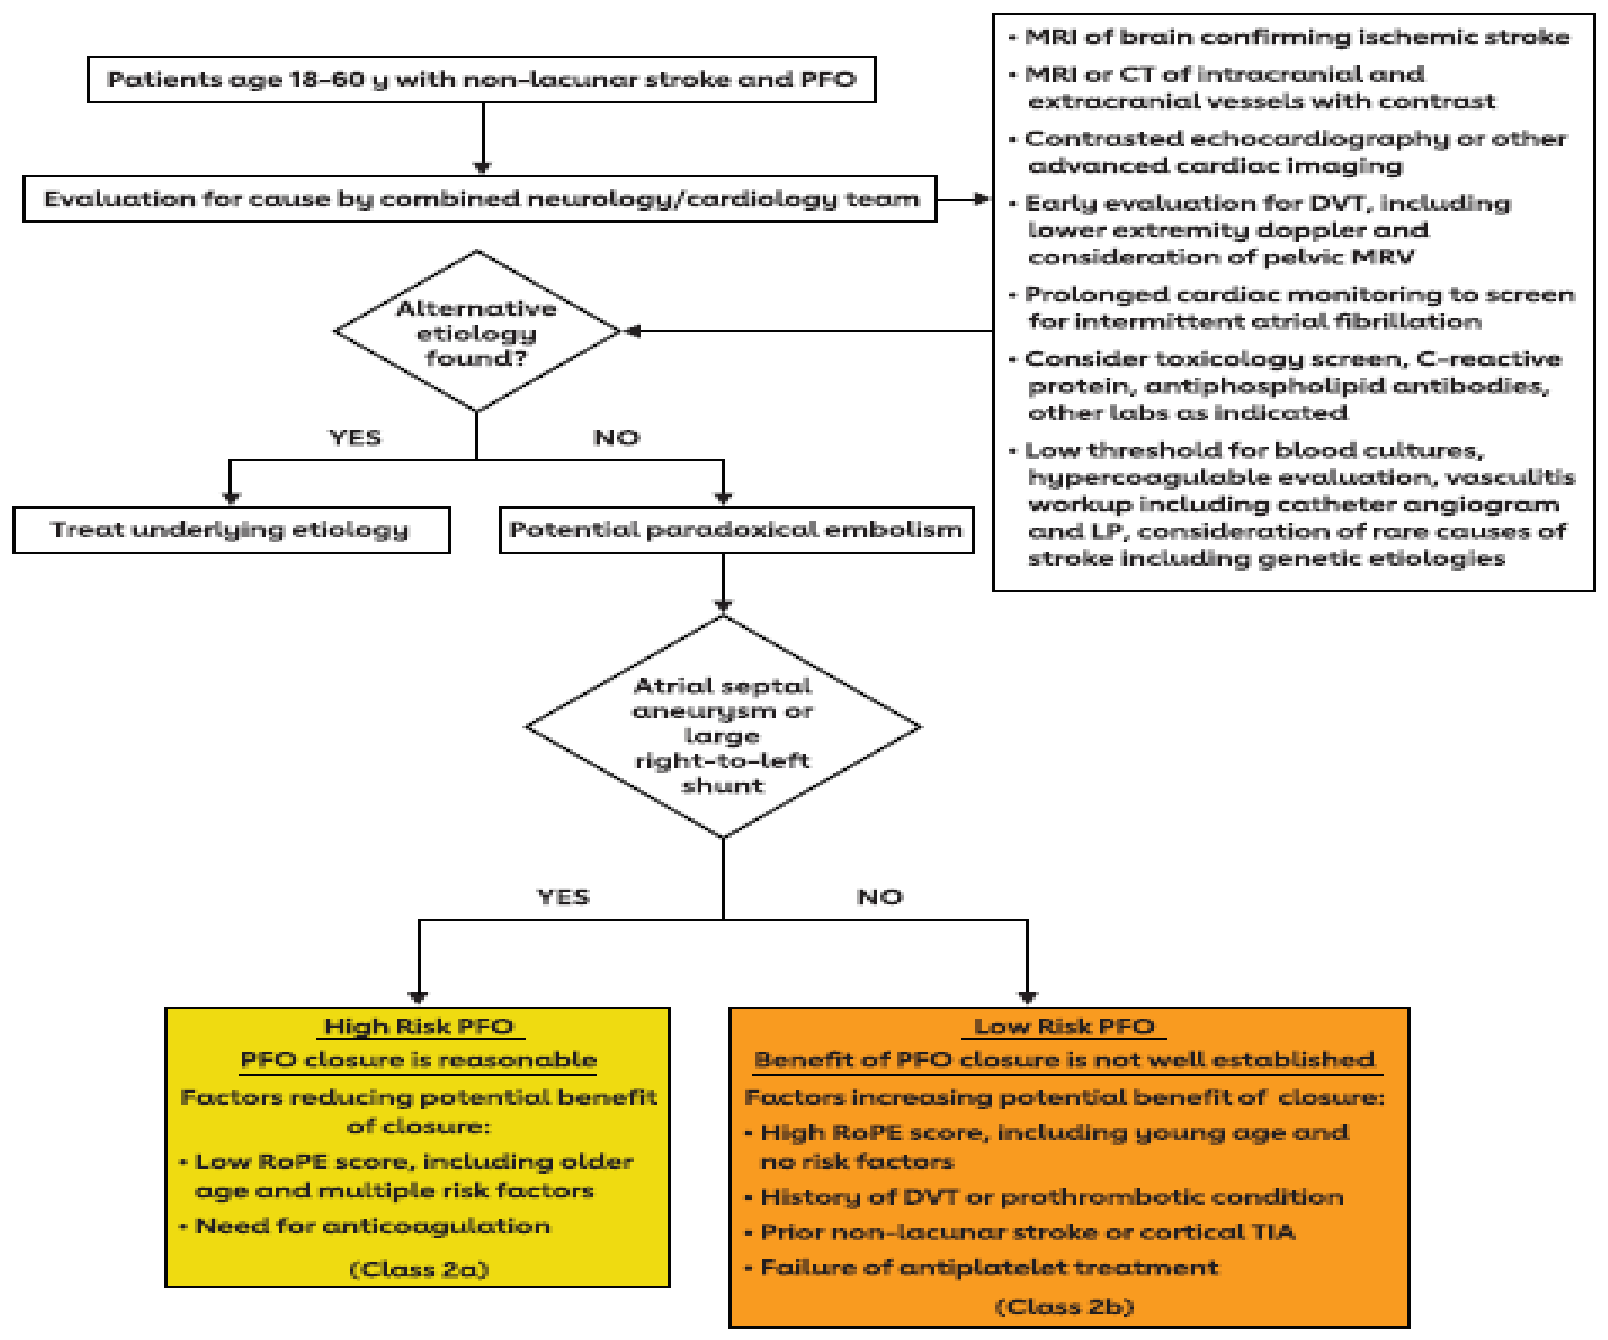 Patients age 18-60 y with non-lacunar stroke and PFO
Evaluation for cause by combined neurology/cardiology team
• MRI of brain confirming ischemic stroke
• MRI or CT of intracranial and
extracranial vessels with contrast
• Contrasted echocardiography or other
advanced cardiac imaging
• Early evaluation for DVT, including
lower extremity doppler and
consideration of pelvic MRV
• Prolonged cardiac monitoring to screen
for intermittent atrial fibrillation
• Consider toxicology screen, C-reactive
protein, antiphospholipid antibodies,
other labs as indicated
• Low threshold for blood cultures,
hypercoagulable evaluation, vasculitis
workup including catheter angiogram
and LP, consideration of rare causes of
stroke including genetic etiologies
Alternative
etiology
found?
YES
NO
Treat underlying etiology
Potential paradoxical embolism
Atrial septal
aneurysm or
large
right-to-left
shunt
YES
NO
High Risk PFO
PFO closure is reasonable
Factors reducing potential benefit
of closure:
• Low RoPE score, including older
age and multiple risk factors
• Need for anticoagulation
(Class 2a)
Low Risk PFO
Benefit of PFO closure is not well established
Factors increasing potential benefit of closure:
• High RoPE score, including young age and
no risk factors
• History of DVT or prothrombotic condition
• Prior non-lacunar stroke or cortical TIA
• Failure of antiplatelet treatment
(Class 2b)